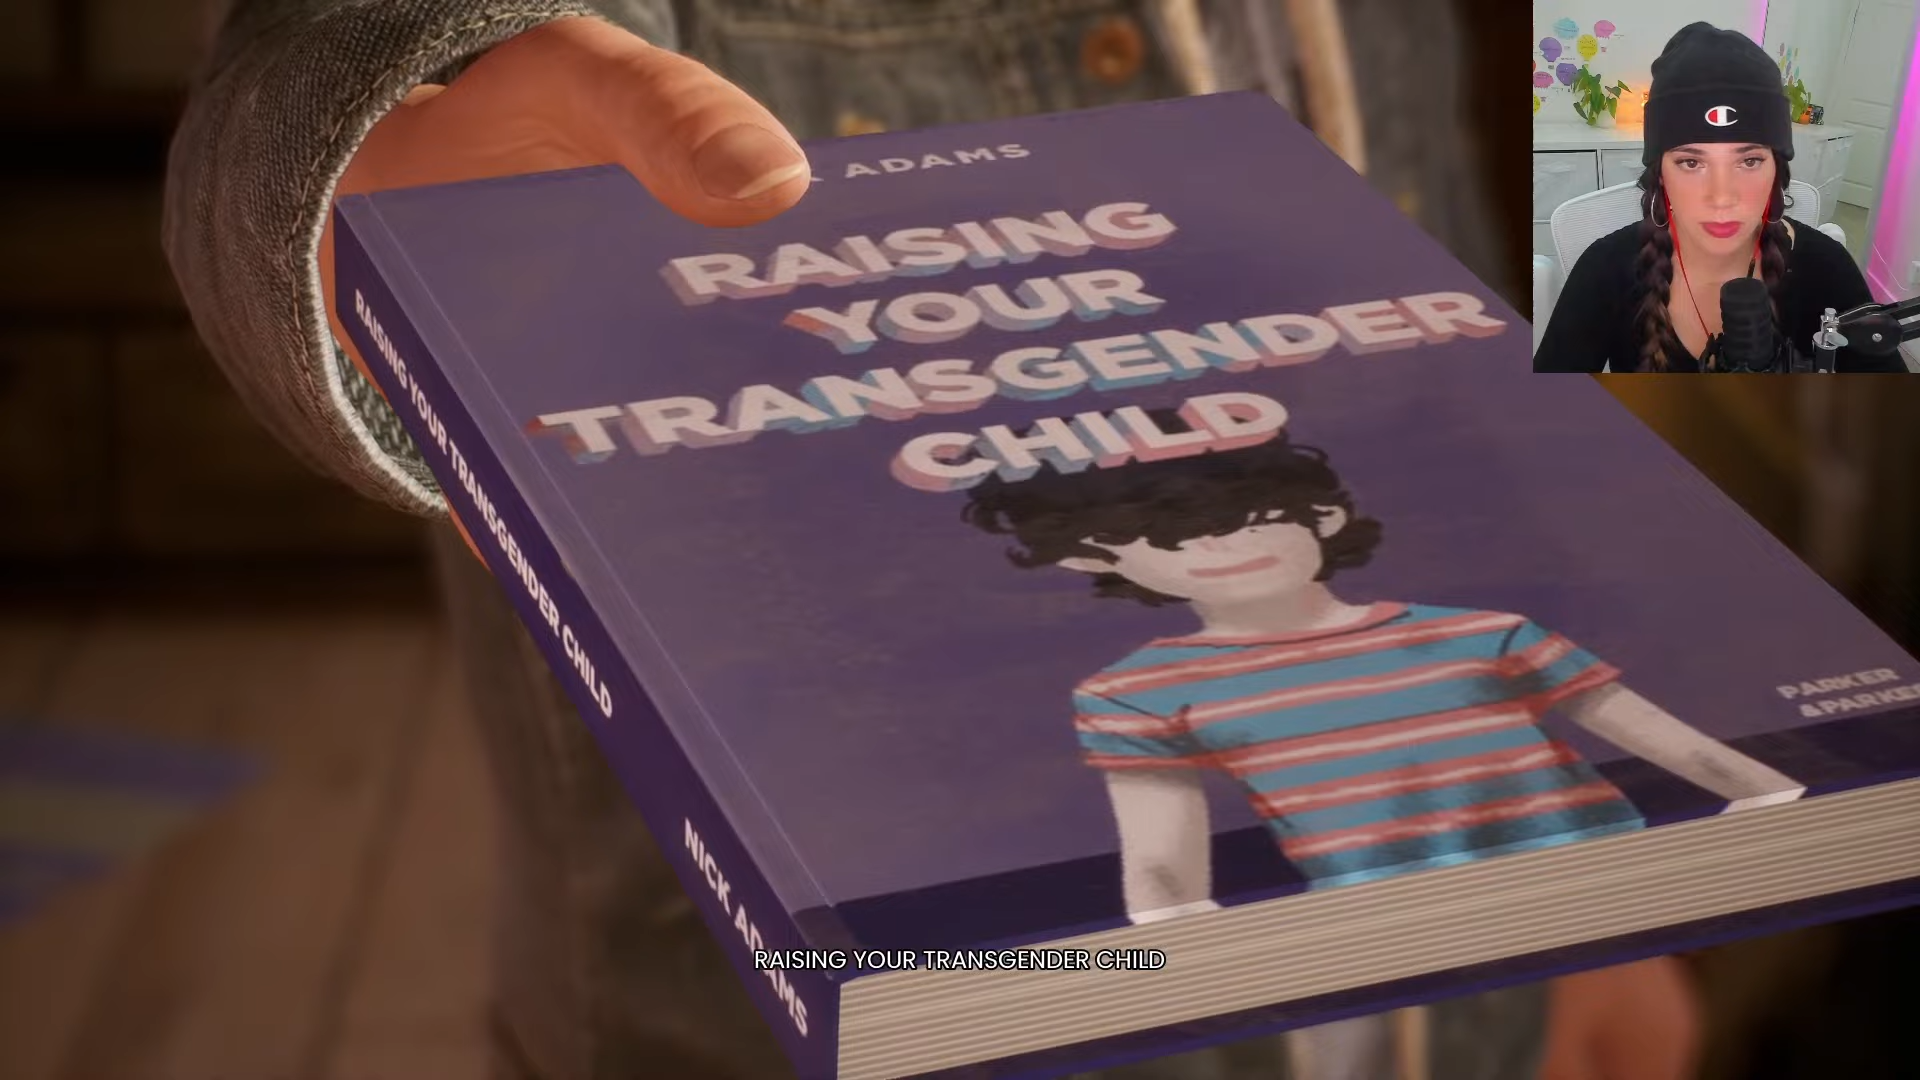 ADAMS
RAISING
YOUR
TRANSGENDER
CHILD
PARKER
&PARKER
RAISING YOUR TRANSGENDER CHILD
NICK ADAMS
RAISING YOUR TRANSGENDER CHILD